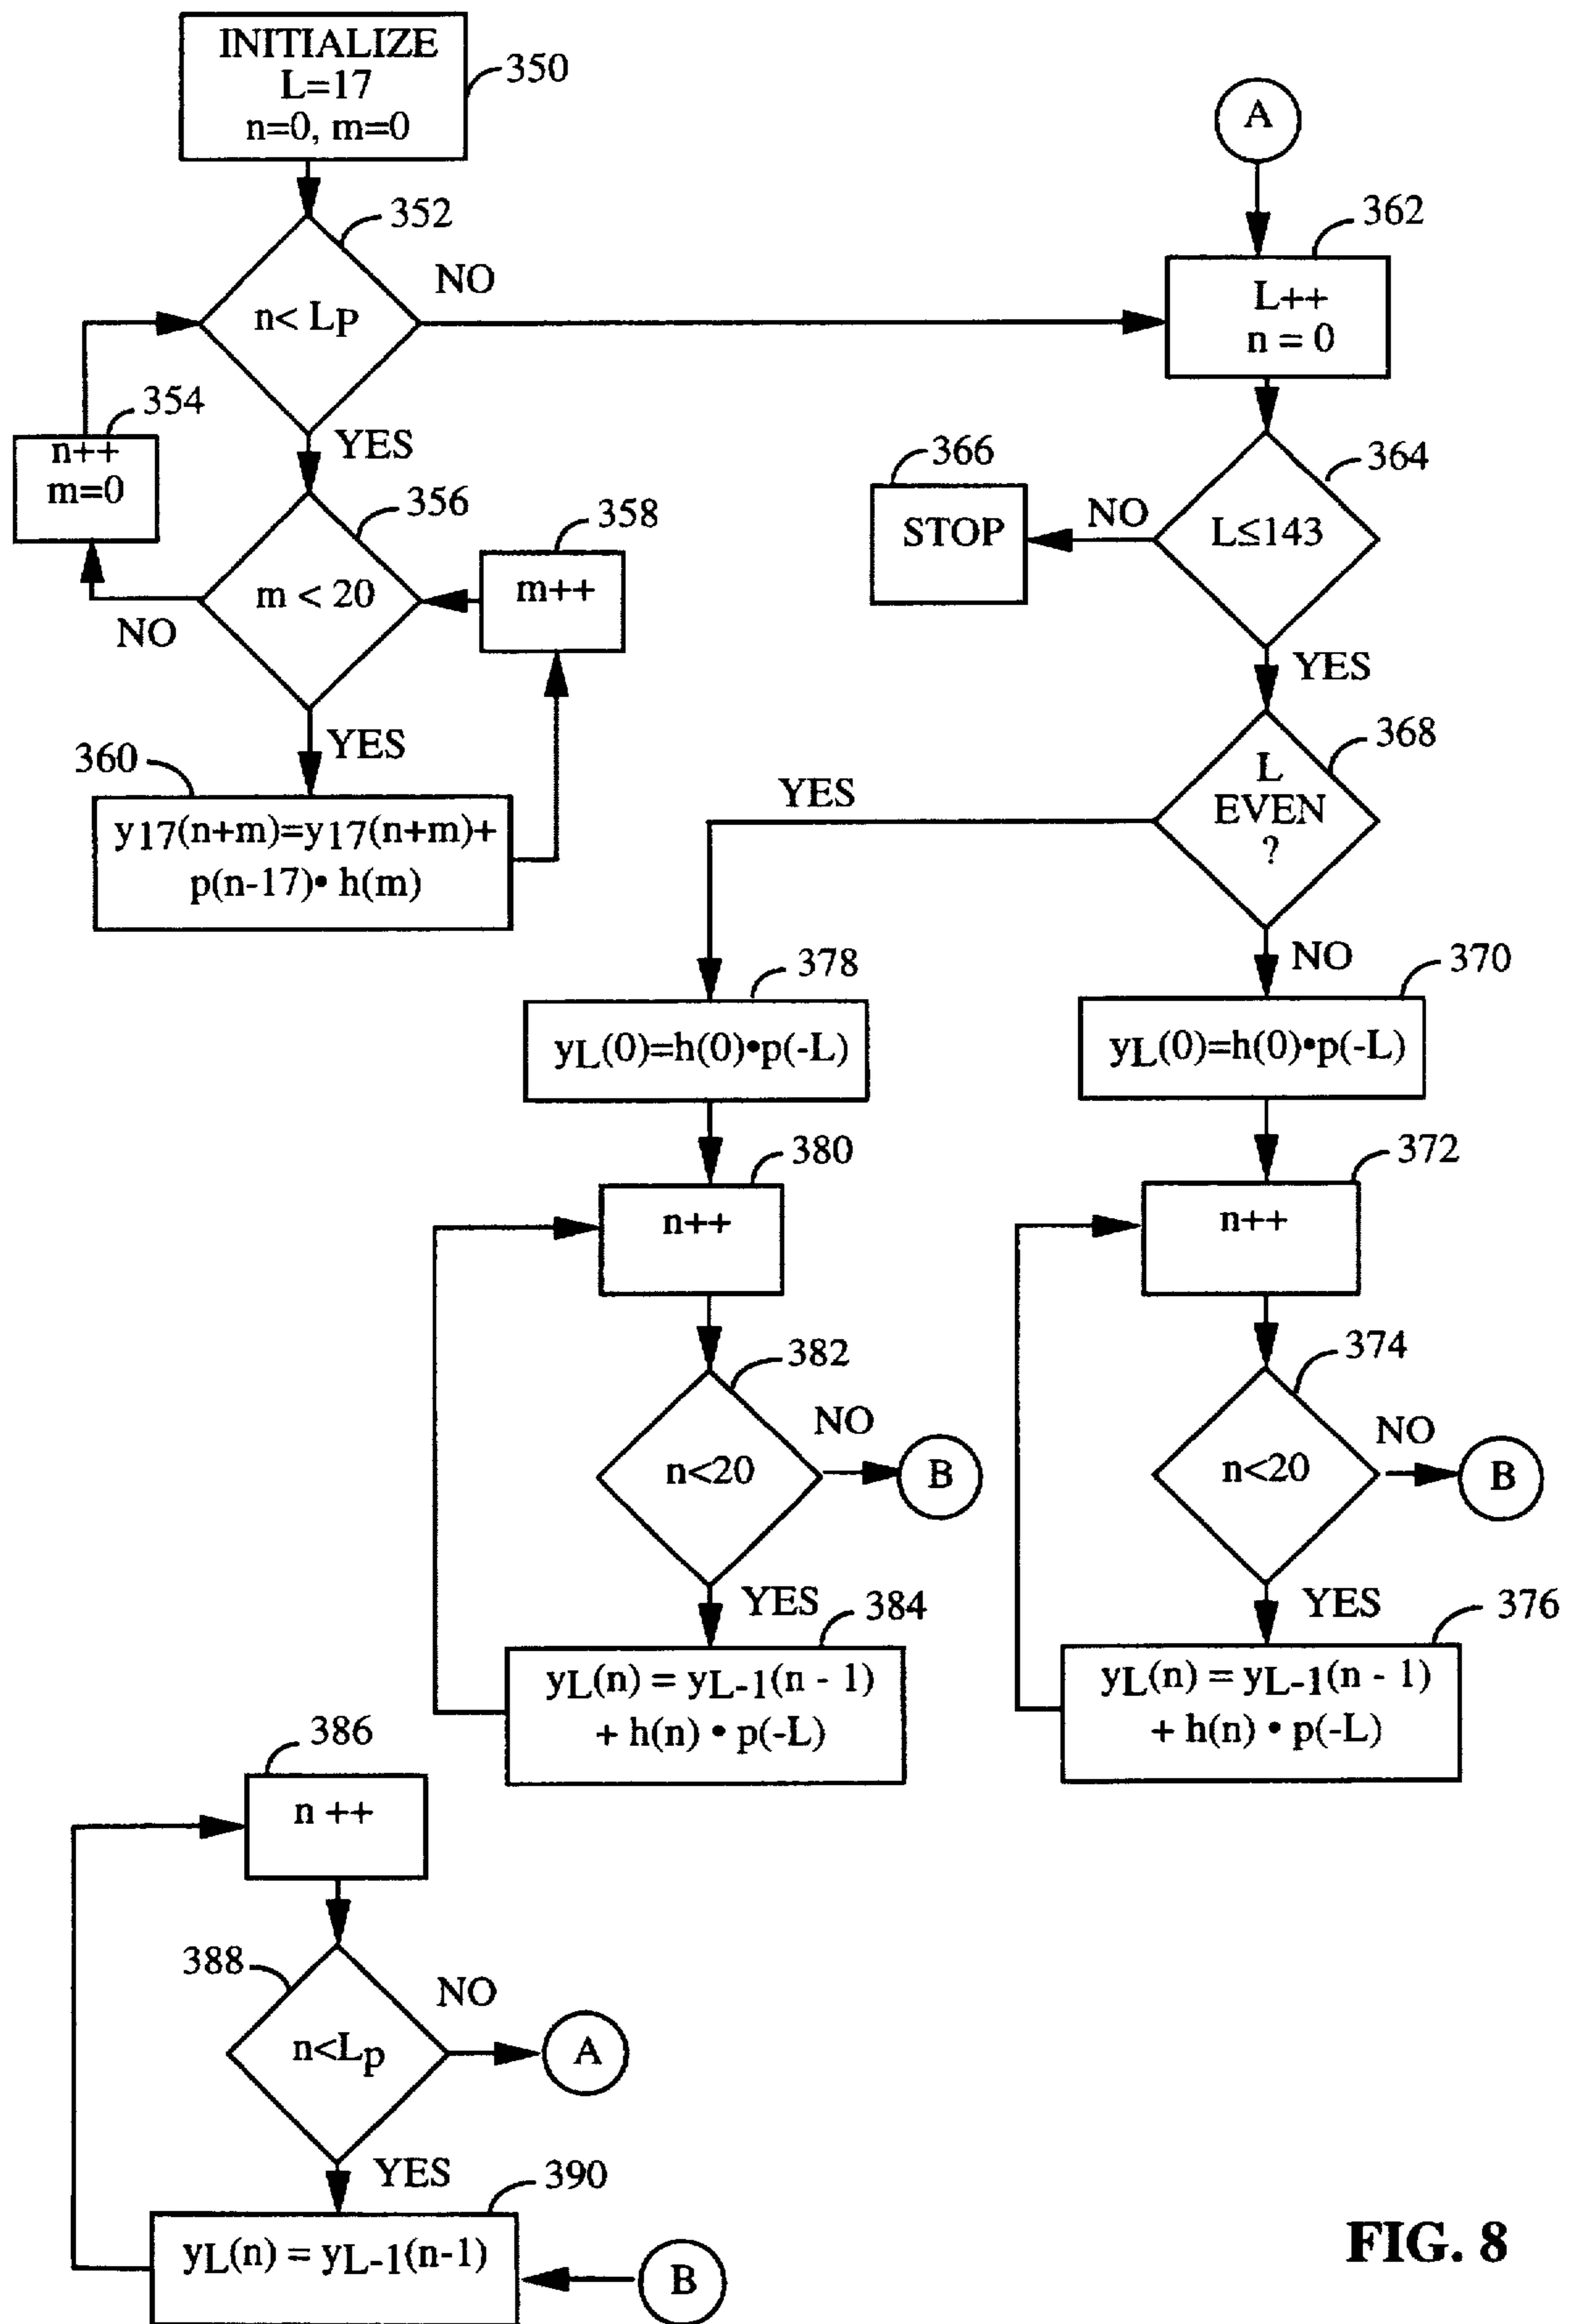 INITIALIZE
L=17
n=0, m=0
350
A
352
362
n< LP
NO
L++
n = 0
354
n++
m=0
YES
356
358
m < 20
m++
NO
366
STOP
364
L≤143
NO
YES
360
YES
y17(n+m)=y17(n+m)+
p(n-17)• h(m)
368
L
EVEN
?
YES
NO
378
yL(0)=h(0)•p(-L)
370
yL(0)=h(0)•p(-L)
380
n++
372
n++
382
n<20
NO
B
374
n<20
NO
B
YES
384
yL(n) = yL-1(n - 1)
+ h(n) • p(-L)
YES
376
yL(n) = yL-1(n - 1)
+ h(n) • p(-L)
386
n ++
388
n<Lp
NO
A
YES
390
yL(n) = yL-1(n-1)
B
FIG. 8